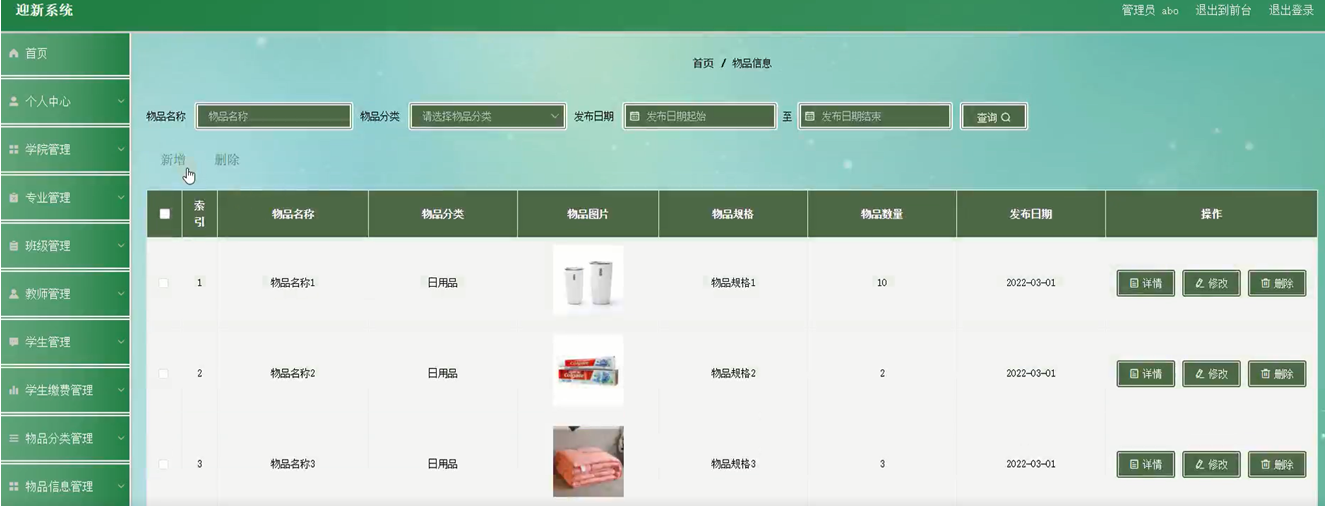 迎新系统
管理员 abo 退出到前台 退出登录
首页
个人中心
学院管理
专业管理
班级管理
教师管理
学生管理
学生缴费管理
物品分类管理
物品信息管理
首页 / 物品信息
物品名称 物品名称 物品分类 请选择物品分类 发布日期 发布日期起始 至 发布日期结束 查询
新增 删除
索引 物品名称 物品分类 物品图片 物品规格 物品数量 发布日期 操作
1 物品名称1 日用品 物品规格1 10 2022-03-01 详情 修改 删除
2 物品名称2 日用品 物品规格2 2 2022-03-01 详情 修改 删除
3 物品名称3 日用品 物品规格3 3 2022-03-01 详情 修改 删除